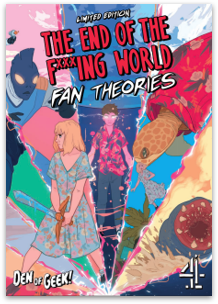 LIMITED EDITION
THE END OF THE
F***ING WORLD
FAN THEORIES
DEN OF GEEK!
4